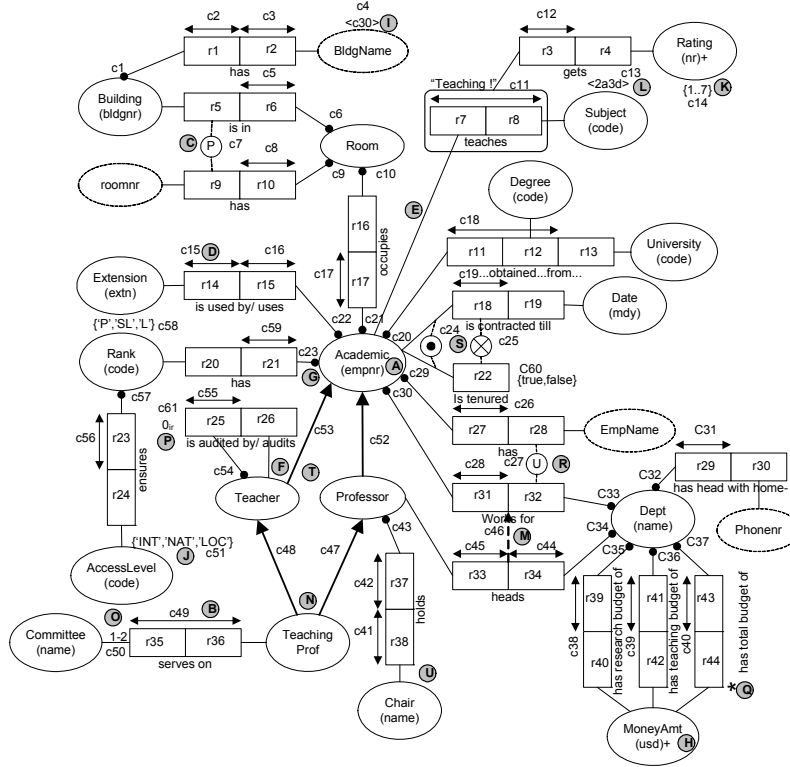 c4
c2
c3
<c30>
I
c12
r1
r2
BldgName
r3
r4
Rating
(nr)+
has
gets
c13
c1
c5
"Teaching !"
c11
<2a3d>
L
{1..7}
K
c14
Building
(bldgnr)
r5
r6
c6
r7
r8
Subject
(code)
is in
teaches
C
P
c7
Room
c8
c9
c10
roomnr
r9
r10
Degree
(code)
has
E
r16
c18
c15
D
c16
c17
r17
occupies
r11
r12
r13
University
(code)
...obtained...from...
Extension
(extn)
r14
r15
c19
is used by/ uses
r18
r19
Date
(mdy)
c22
c21
c20
is contracted till
{'P','SL','L'}
c58
c59
c24
S
c25
Rank
(code)
r20
r21
c23
Academic
(empnr)
A
c29
r22
C60
{true,false}
has
G
c30
Is tenured
c57
c55
c26
c61
0ir
r25
r26
r27
r28
EmpName
C31
P
is audited by/ audits
c53
c52
has
c56
r23
c28
c27
U
R
r29
r30
F
T
C32
has head with home-
c54
r24
ensures
Teacher
Professor
r31
r32
C33
Dept
(name)
Works for
C34
Phonenr
c46
M
{'INT','NAT','LOC'}
J
c51
c43
C35
C36
C37
c48
c47
c45
c44
AccessLevel
(code)
c42
r37
r33
r34
r39
r41
r43
heads
N
holds
c38
c39
c40
has research budget of
has teaching budget of
has total budget of
O
c49
B
c41
r38
r40
r42
r44
Committee
(name)
1-2
c50
r35
r36
Teaching
Prof
serves on
U
*
Q
Chair
(name)
MoneyAmt
(usd)+
H